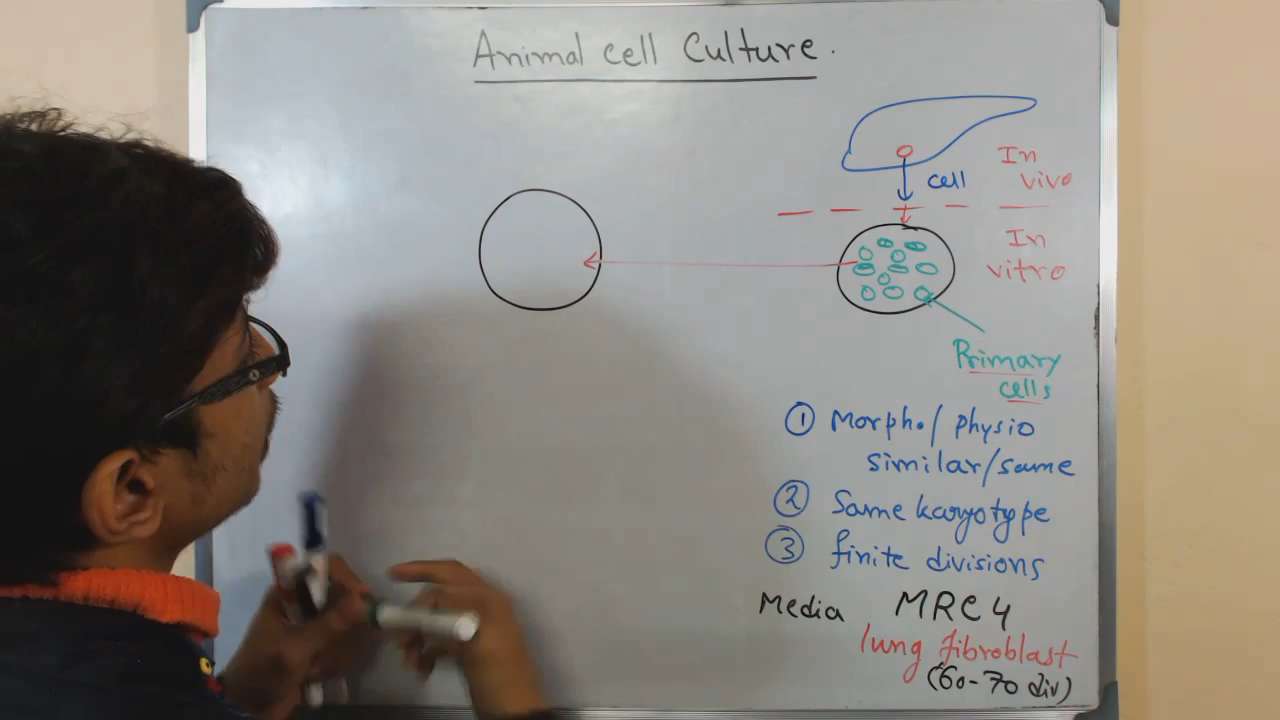 Animal cell Culture.
In
vivo
cell
In
vitro
Primary
cells
① Morpho/physio
similar/same
② Same karyotype
③ finite divisions
Media MRC4
lung fibroblast
(60-70 div)